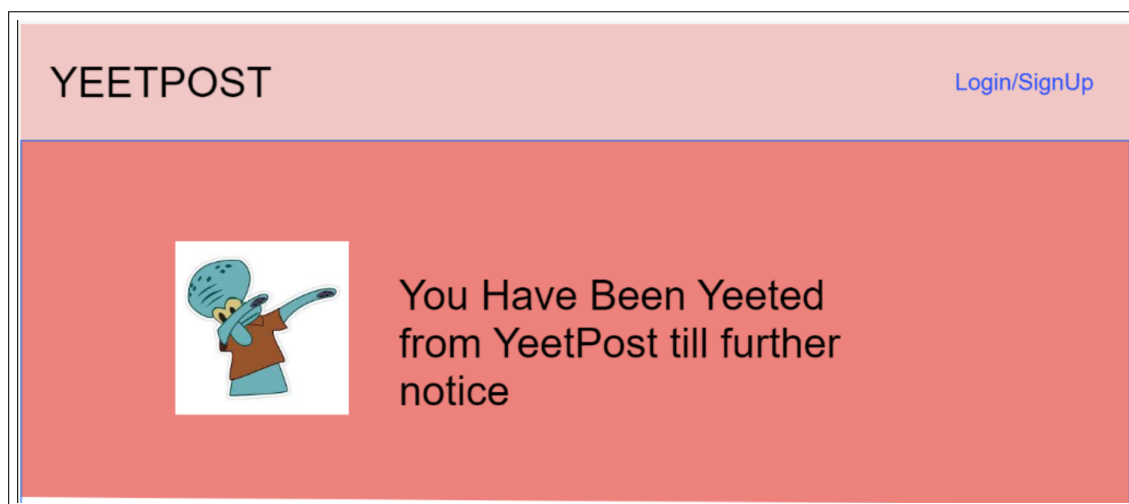 YEETPOST
Login/SignUp
You Have Been Yeeted
from YeetPost till further
notice